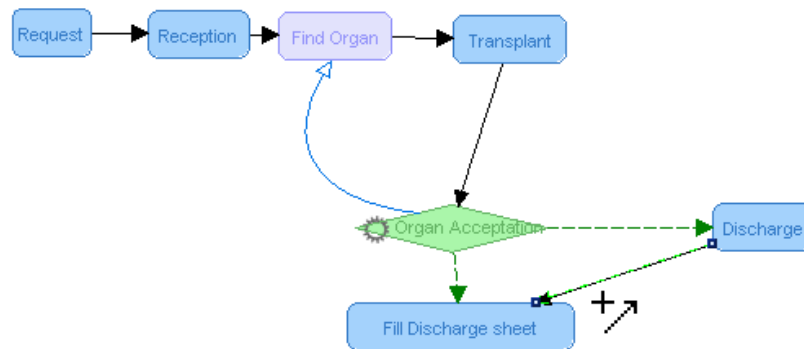 Request
Reception
Find Organ
Transplant
Organ Acceptation
Discharge
Fill Discharge sheet